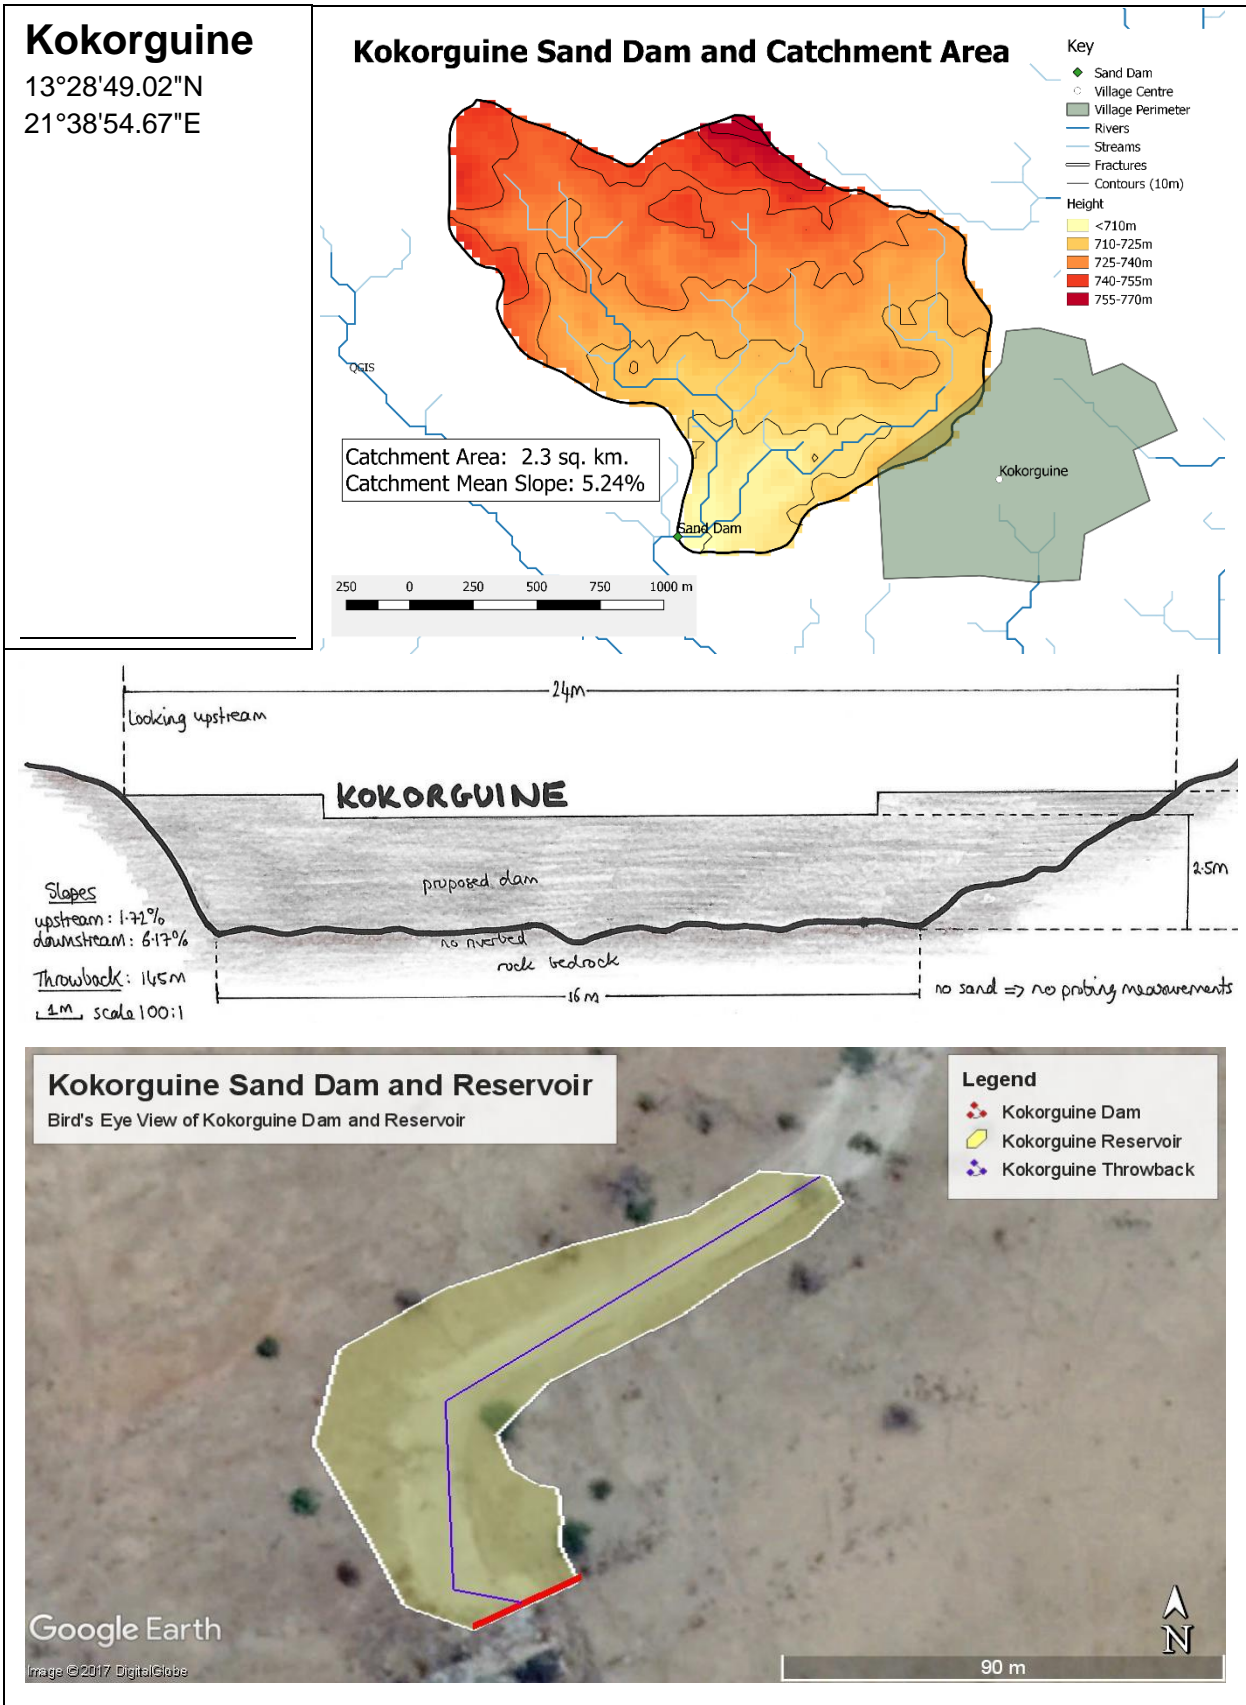 Kokorguine
13°28'49.02"N
21°38'54.67"E
Kokorguine Sand Dam and Catchment Area
Key
Sand Dam
Village Centre
Village Perimeter
Rivers
Streams
Fractures
Contours (10m)
Height
<710m
710-725m
725-740m
740-755m
755-770m
QGIS
Catchment Area: 2.3 sq. km.
Catchment Mean Slope: 5.24%
Kokorguine
Sand Dam
250 0 250 500 750 1000 m
24m
Looking upstream
KOKORGUINE
proposed dam
2.5m
Slopes
upstream: 1.72%
downstream: 6.17%
no riverbed
rock bedrock
Throwback: 145m
1m scale 100:1
16m
no sand => no probing measurements
Kokorguine Sand Dam and Reservoir
Bird's Eye View of Kokorguine Dam and Reservoir
Legend
Kokorguine Dam
Kokorguine Reservoir
Kokorguine Throwback
Google Earth
Image © 2017 DigitalGlobe
N
90 m